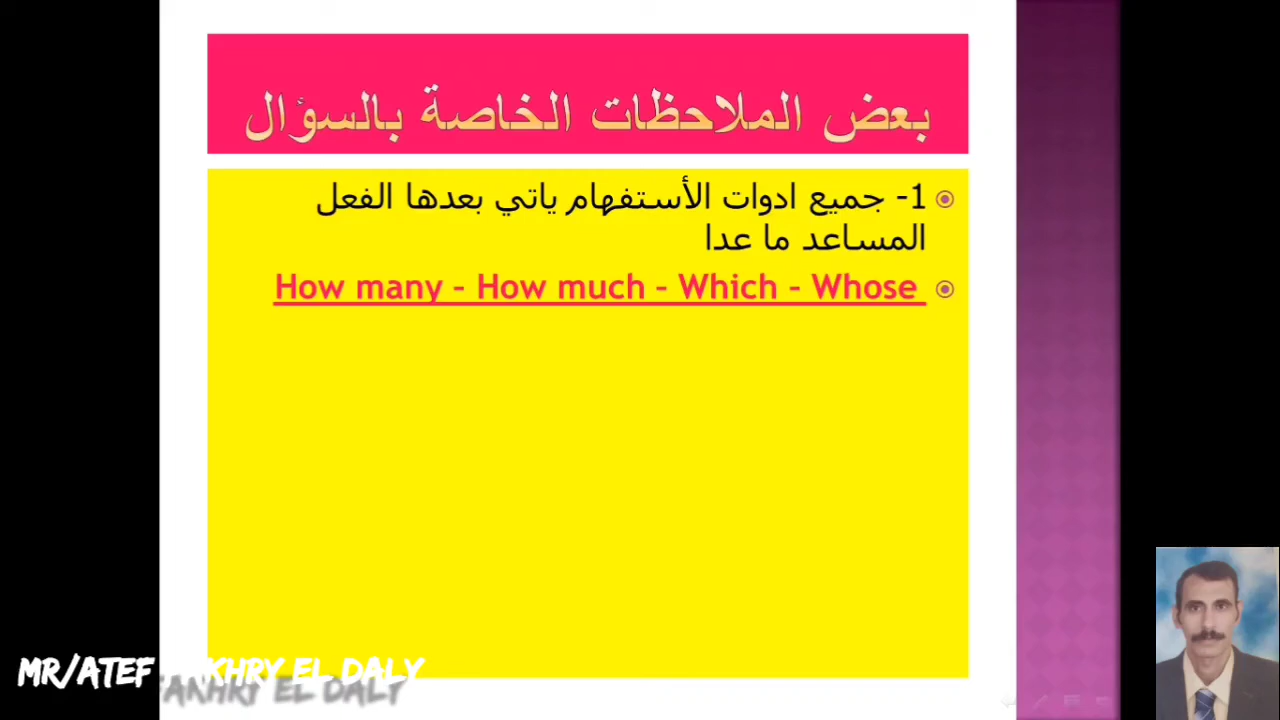 بعض الملاحظات الخاصة بالسؤال
1- جميع ادوات الأستفهام ياتي بعدها الفعل
المساعد ما عدا
How many – How much – Which – Whose
MR/ATEF FAKHRY EL DALY